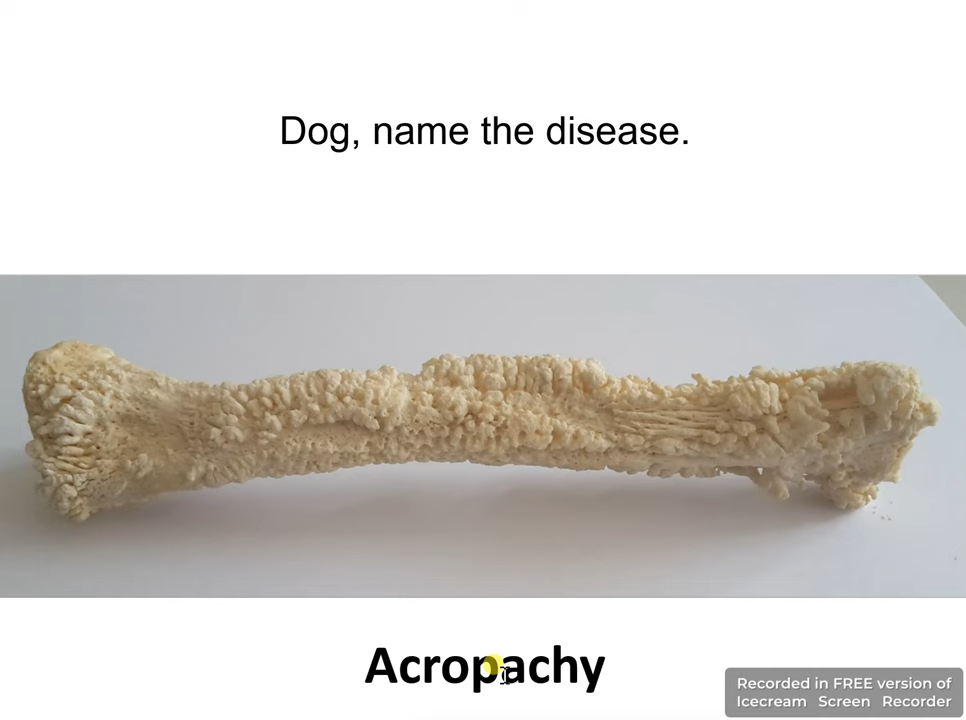 Dog, name the disease.
Acropachy
Recorded in FREE version of
Icecream Screen Recorder